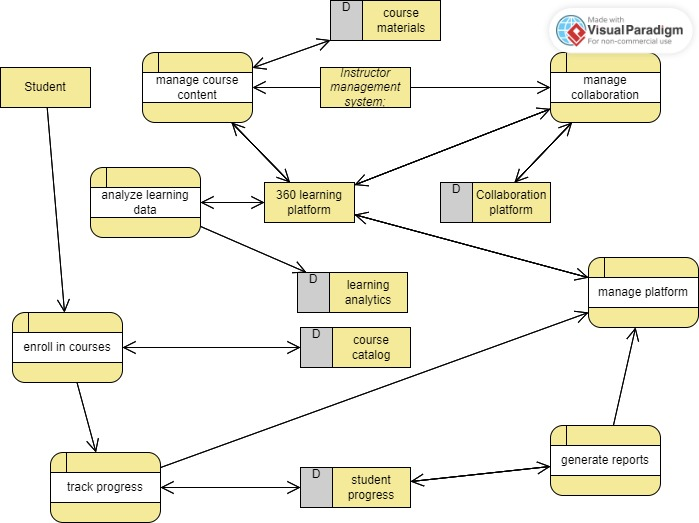 D
course
materials
Made with
Visual Paradigm
For non-commercial use
Student
manage course
content
Instructor
management
system;
manage
collaboration
analyze learning
data
360 learning
platform
D
Collaboration
platform
D
learning
analytics
manage platform
enroll in courses
D
course
catalog
track progress
D
student
progress
generate reports